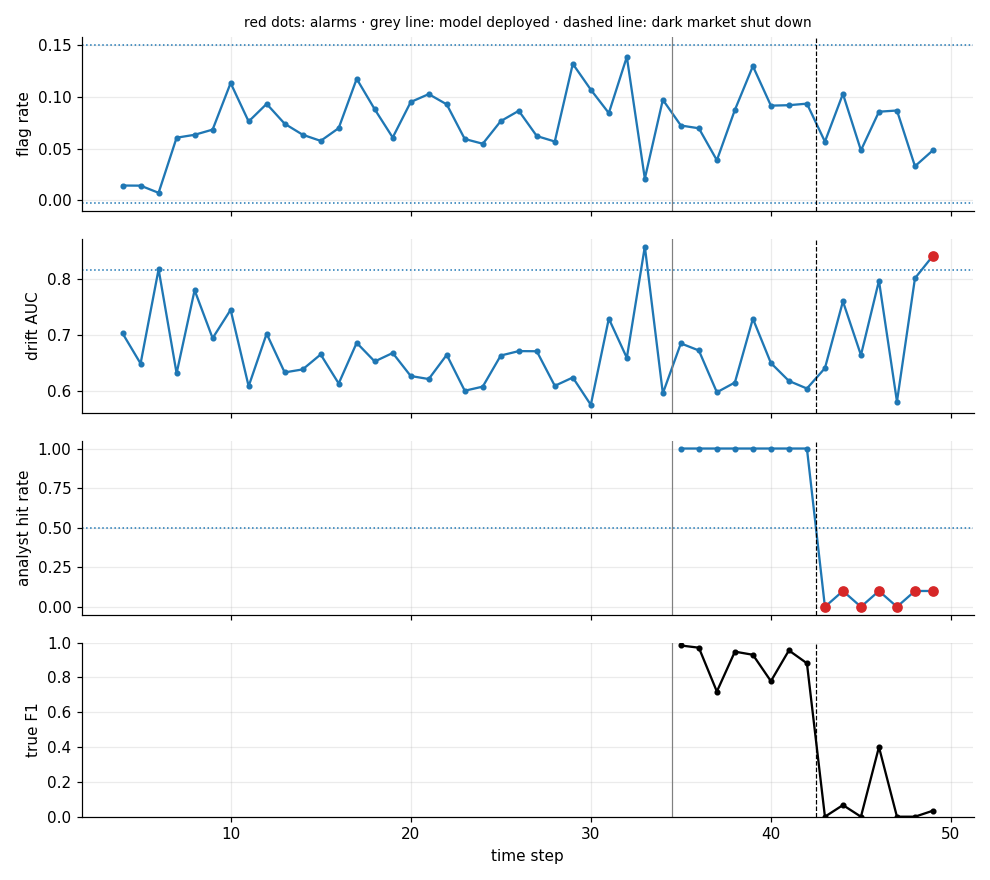 red dots: alarms · grey line: model deployed · dashed line: dark market shut down
0.15
0.10
0.05
0.00
flag rate
0.8
0.7
0.6
drift AUC
1.00
0.75
0.50
0.25
0.00
analyst hit rate
1.0
0.8
0.6
0.4
0.2
0.0
true F1
10 20 30 40 50
time step